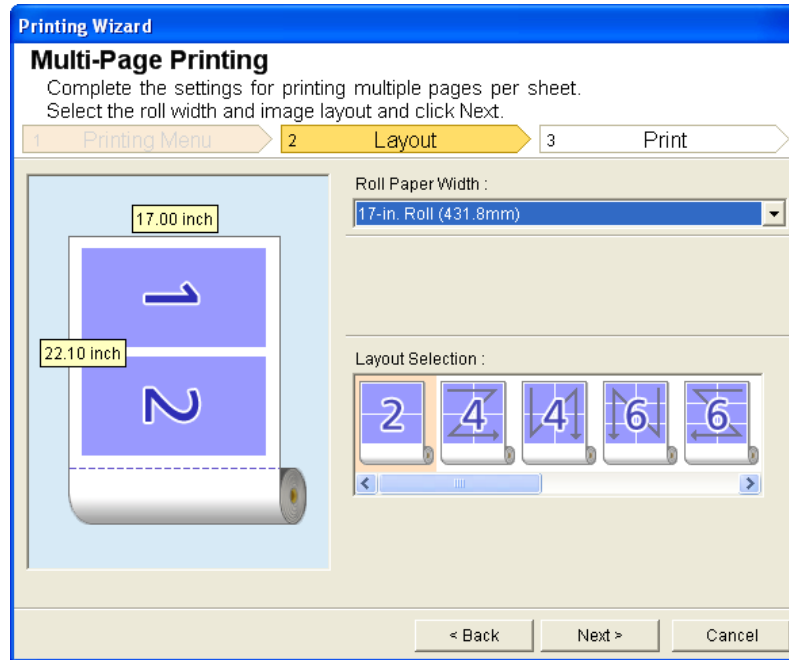 Printing Wizard
Multi-Page Printing
Complete the settings for printing multiple pages per sheet.
Select the roll width and image layout and click Next.
1 Printing Menu 2 Layout 3 Print
Roll Paper Width :
17-in. Roll (431.8mm)
17.00 inch
1
22.10 inch
2
Layout Selection :
2 4 4 6 6
< Back Next > Cancel